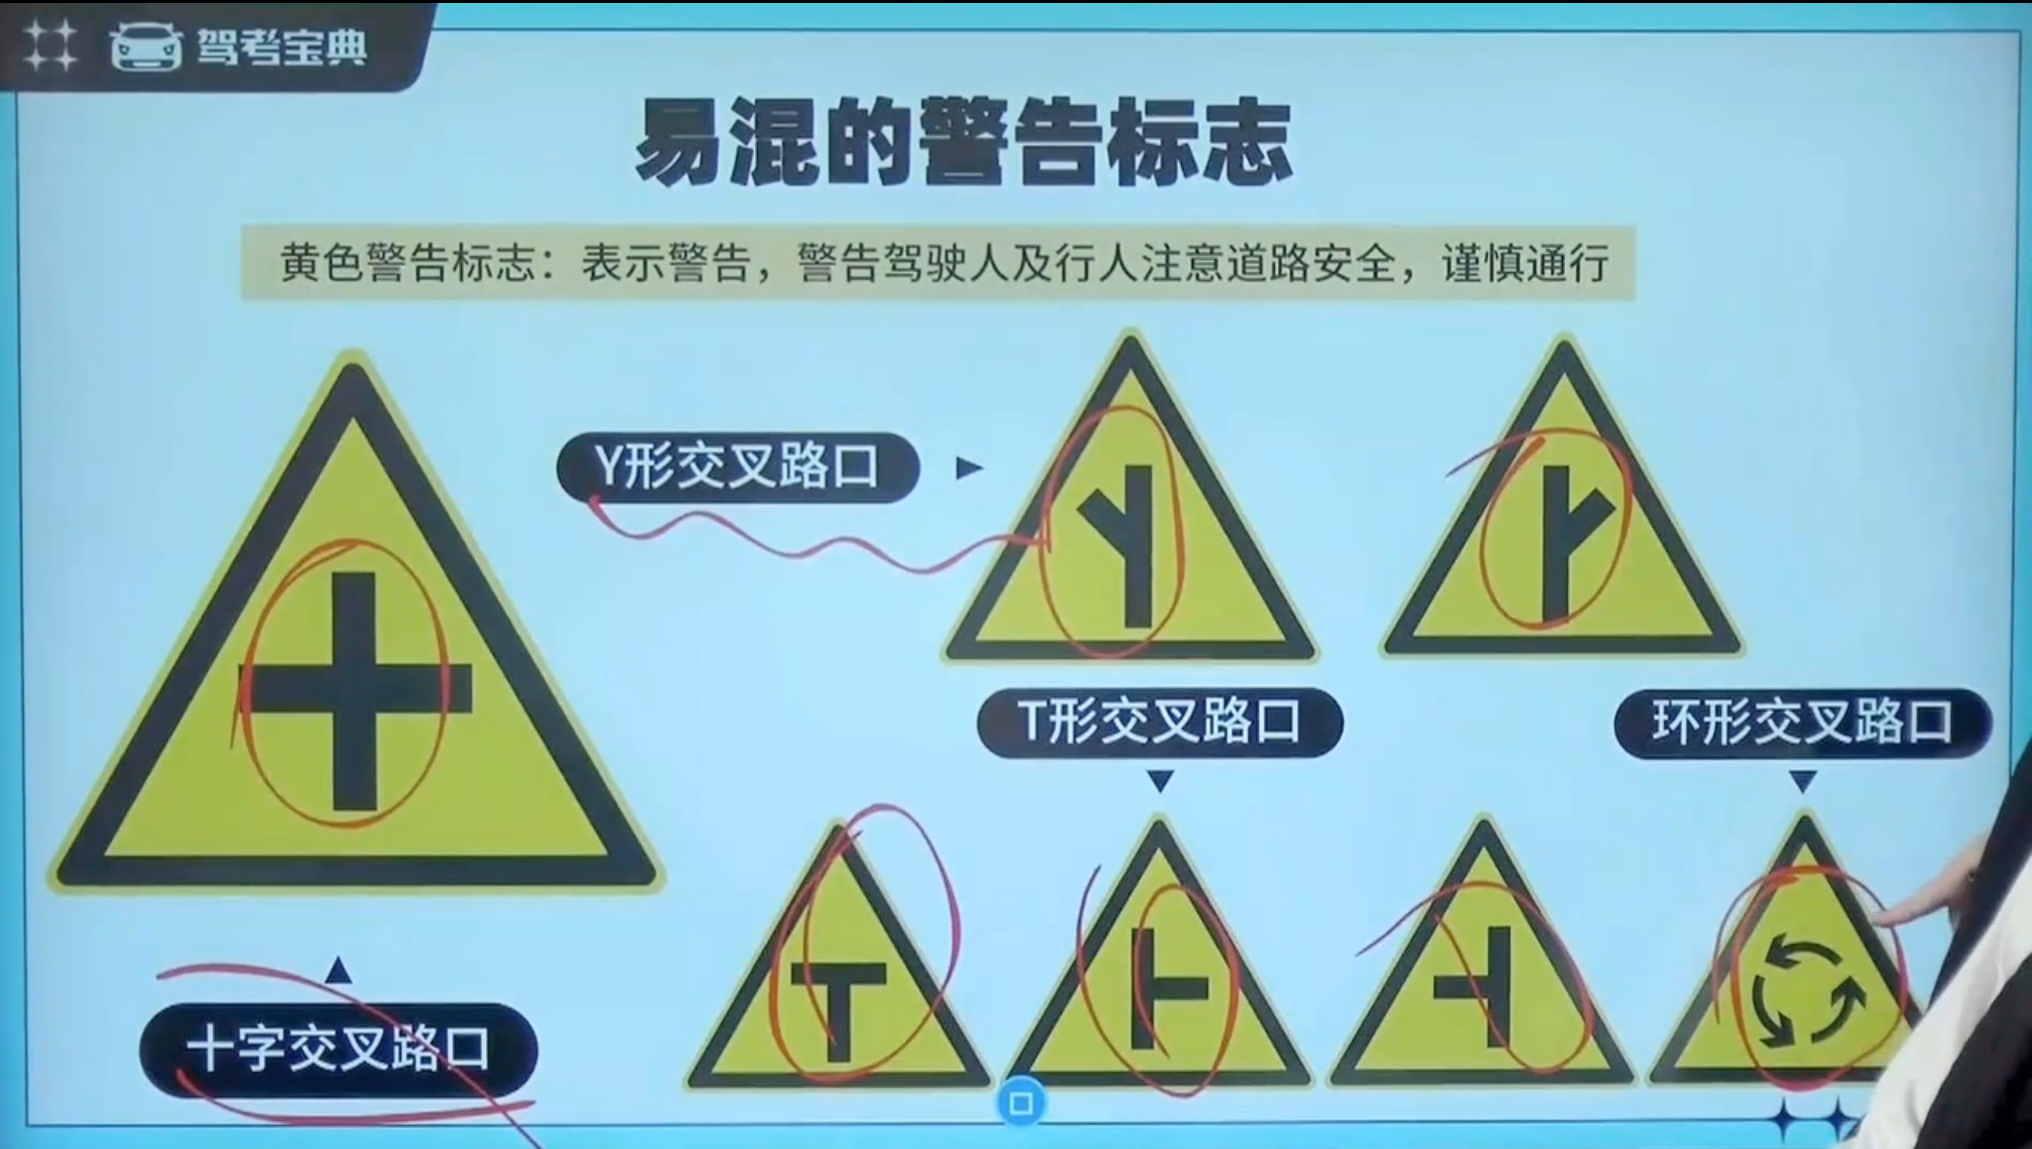 驾考宝典
易混的警告标志
黄色警告标志：表示警告，警告驾驶人及行人注意道路安全，谨慎通行
Y形交叉路口
T形交叉路口
环形交叉路口
十字交叉路口